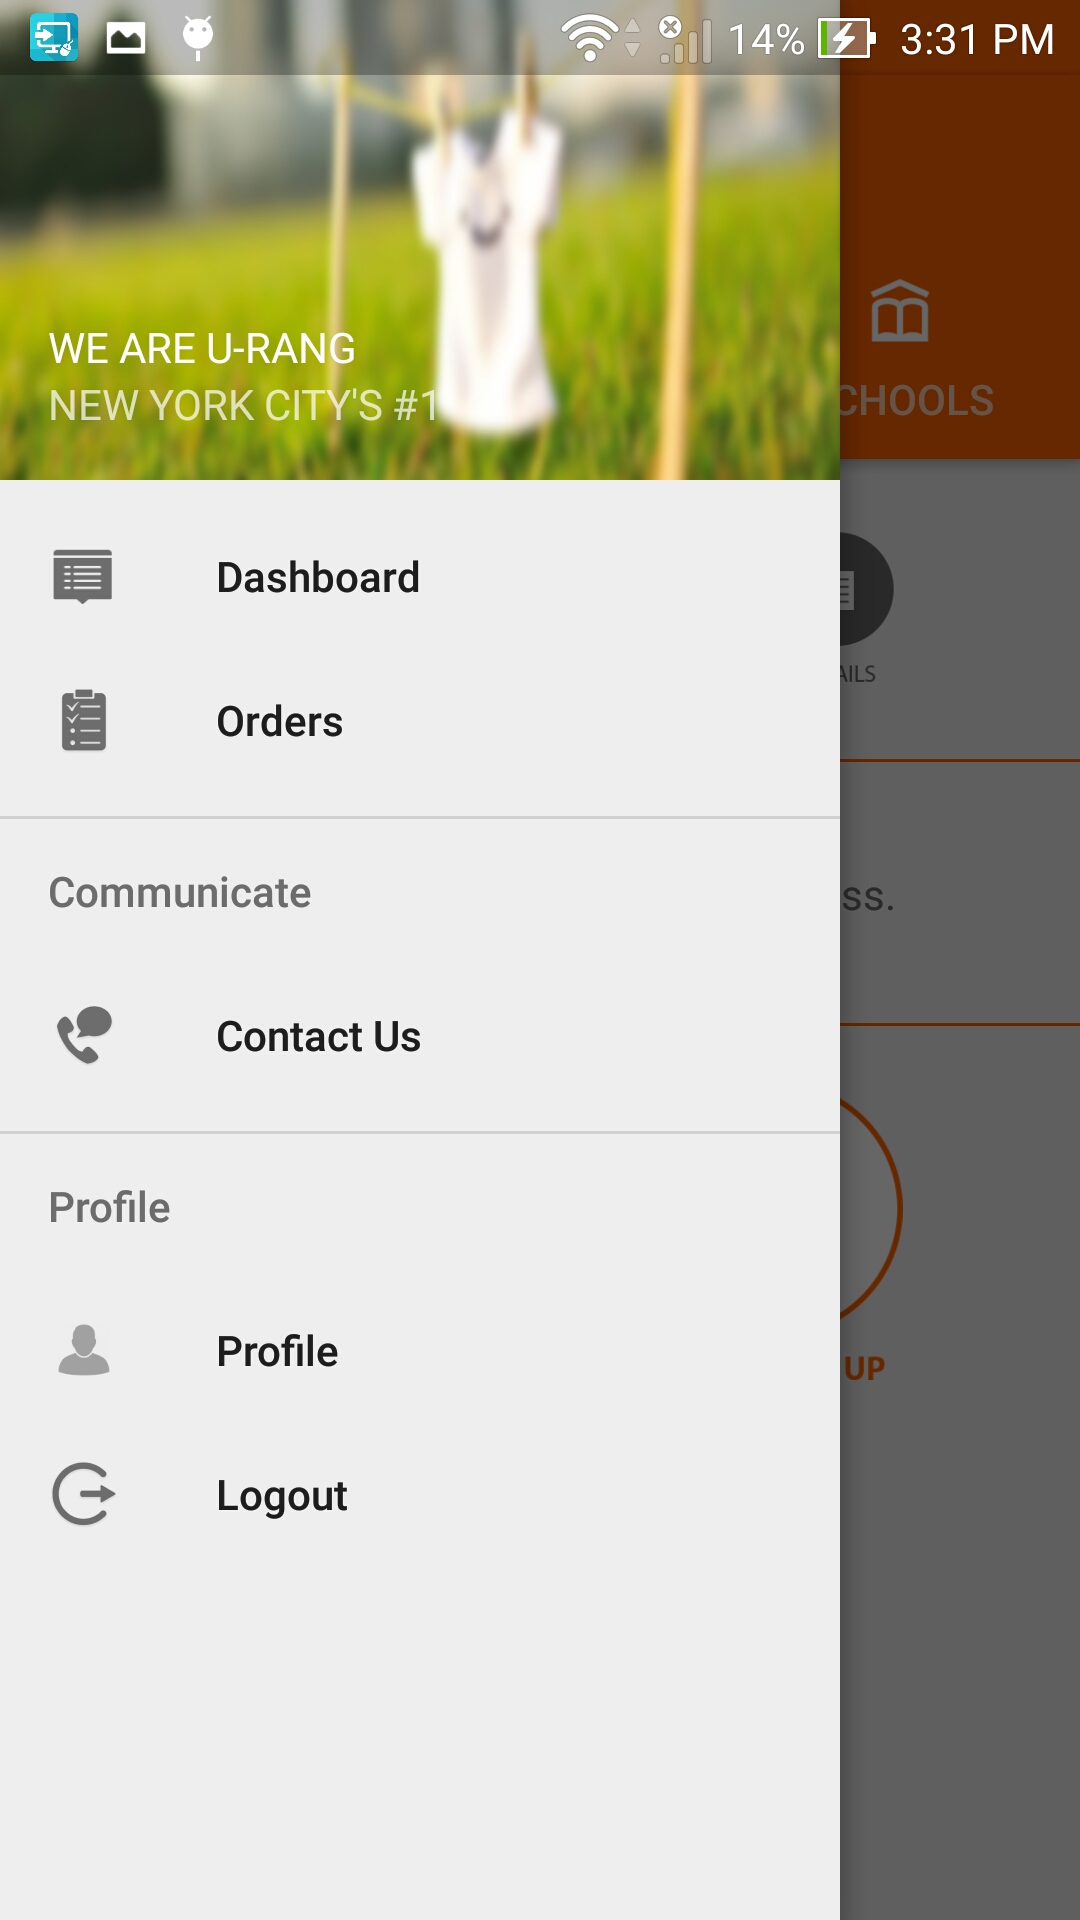 14% 3:31 PM
WE ARE U-RANG
NEW YORK CITY'S #1
CHOOLS
AILS
Dashboard
Orders
Communicate
ss.
Contact Us
Profile
Profile
UP
Logout